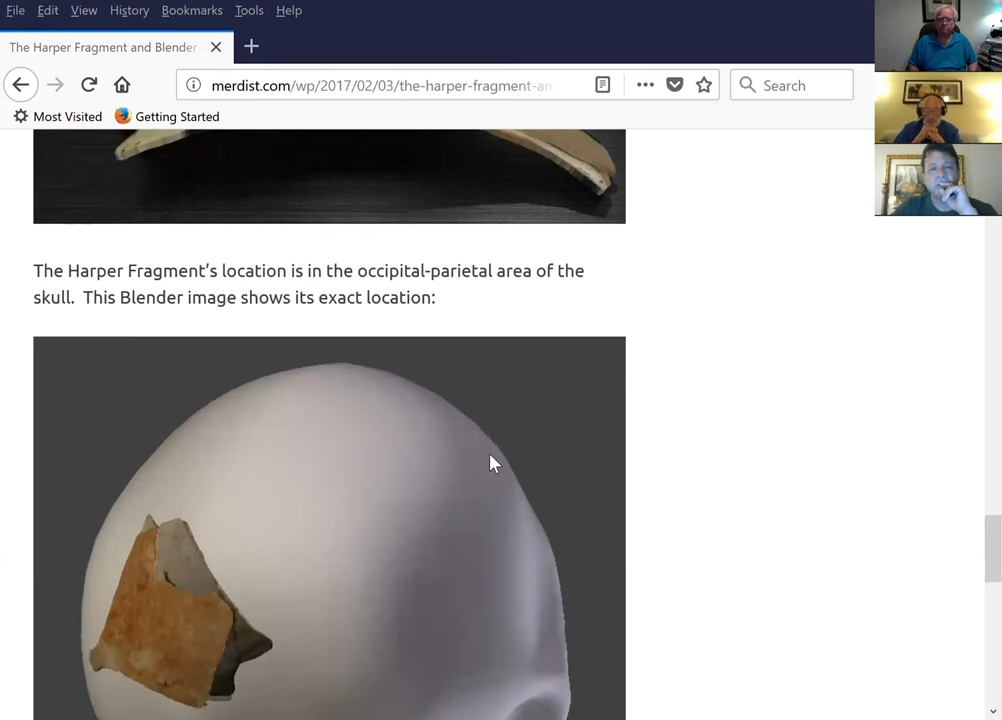 File Edit View History Bookmarks Tools Help
The Harper Fragment and Blender
merdist.com/wp/2017/02/03/the-harper-fragment-an
Search
Most Visited Getting Started
The Harper Fragment’s location is in the occipital-parietal area of the
skull. This Blender image shows its exact location: